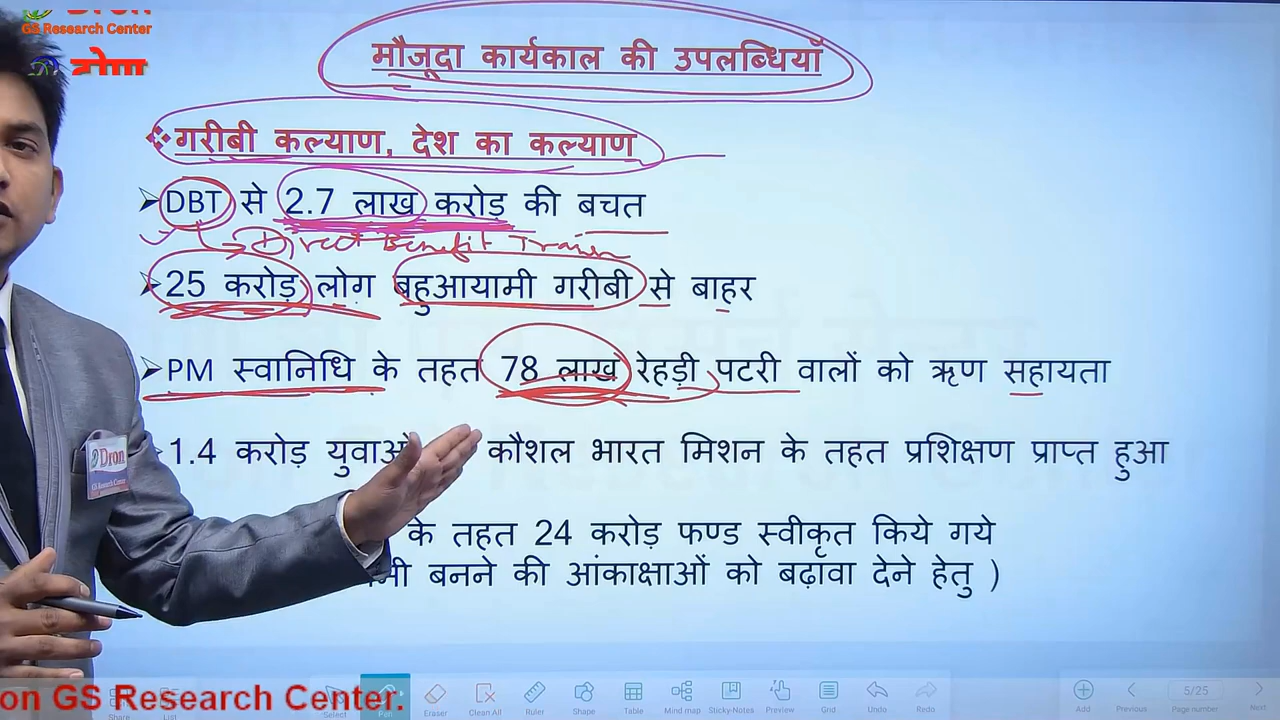 GS Research Center
मौजूदा कार्यकाल की उपलब्धियाँ
गरीबी कल्याण, देश का कल्याण
DBT से 2.7 लाख करोड़ की बचत
Direct Benefit
25 करोड़ लोग बहुआयामी गरीबी से बाहर
PM स्वानिधि के तहत 78 लाख रेहड़ी पटरी वालों को ऋण सहायता
1.4 करोड़ कौशल भारत मिशन के तहत प्रशिक्षण प्राप्त हुआ
के तहत 24 करोड़ फण्ड स्वीकृत किये गये
बनने की आंकाक्षाओं को बढ़ावा देने हेतु )
Dron
GS Research Center
on GS Research Center.
Share
List
Select
Pen
Eraser
Clean All
Ruler
Shape
Table
Mind map
Sticky-Notes
Preview
Grid
Undo
Redo
Add
Previous
5/25
Page number
Next